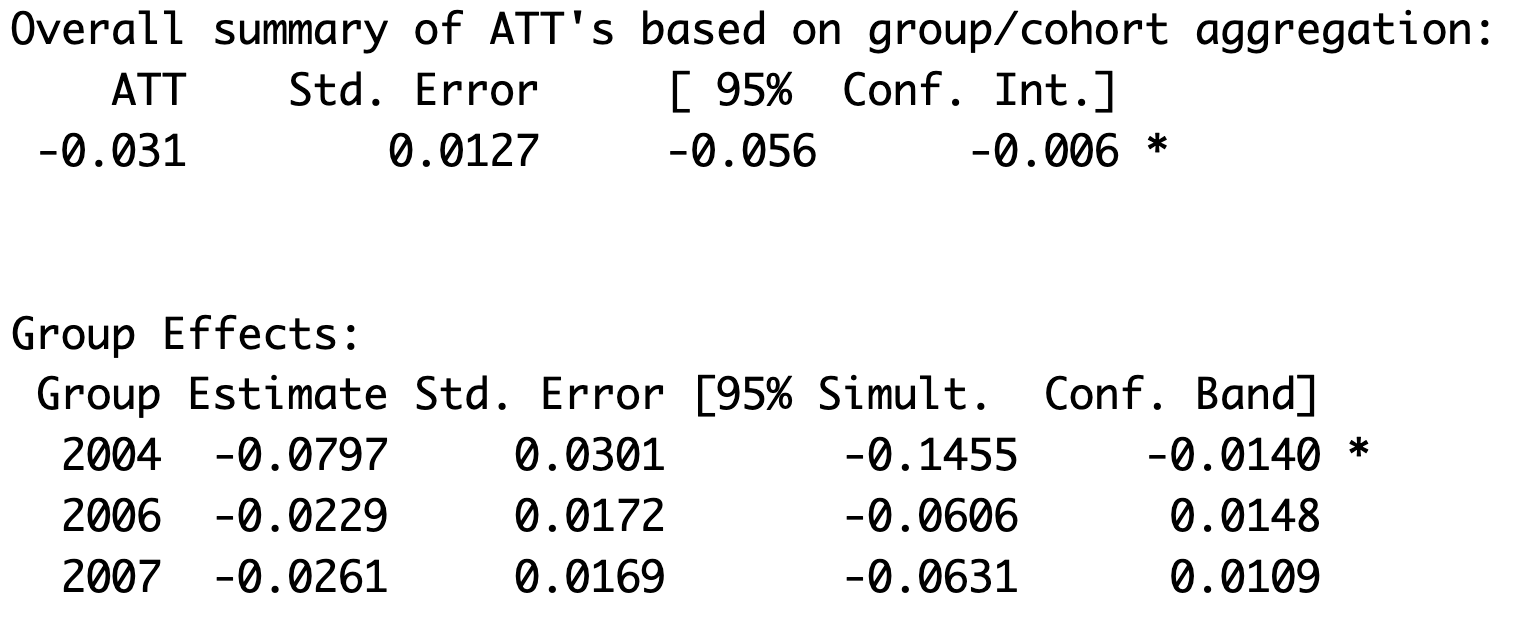 Overall summary of ATT's based on group/cohort aggregation:
ATT Std. Error [ 95% Conf. Int.]
-0.031 0.0127 -0.056 -0.006 *
Group Effects:
Group Estimate Std. Error [95% Simult. Conf. Band]
2004 -0.0797 0.0301 -0.1455 -0.0140 *
2006 -0.0229 0.0172 -0.0606 0.0148
2007 -0.0261 0.0169 -0.0631 0.0109